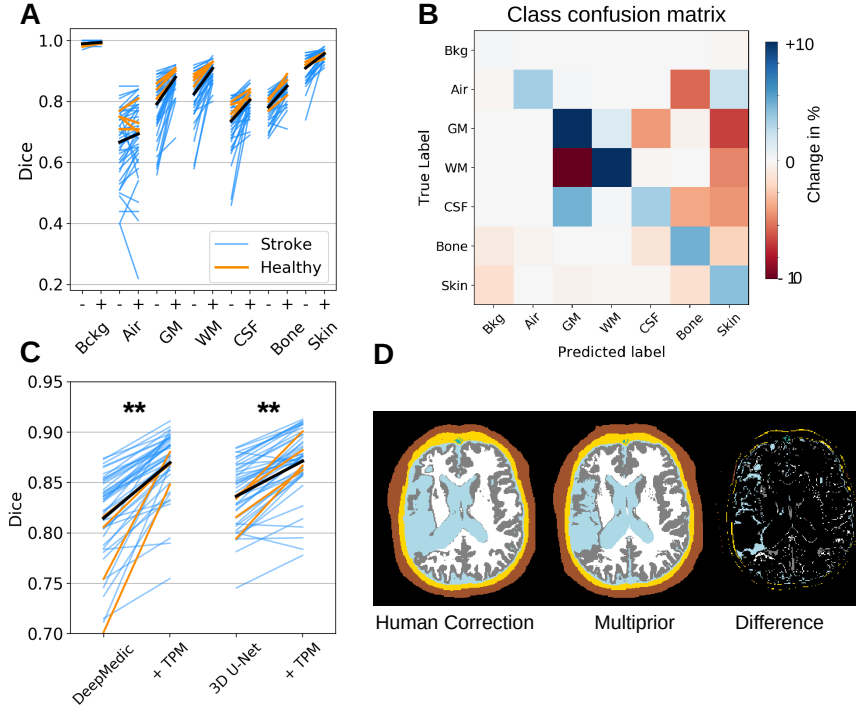 A
1.0
0.8
0.6
0.4
0.2
Dice
Stroke
Healthy
- + - + - + - + - + - + - +
Bckg Air GM WM CSF Bone Skin
B
Class confusion matrix
True Label
Bkg
Air
GM
WM
CSF
Bone
Skin
Bkg Air GM WM CSF Bone Skin
Predicted label
+10
0
10
Change in %
C
0.95
0.90
0.85
0.80
0.75
0.70
Dice
** **
DeepMedic + TPM 3D U-Net + TPM
D
Human Correction Multiprior Difference